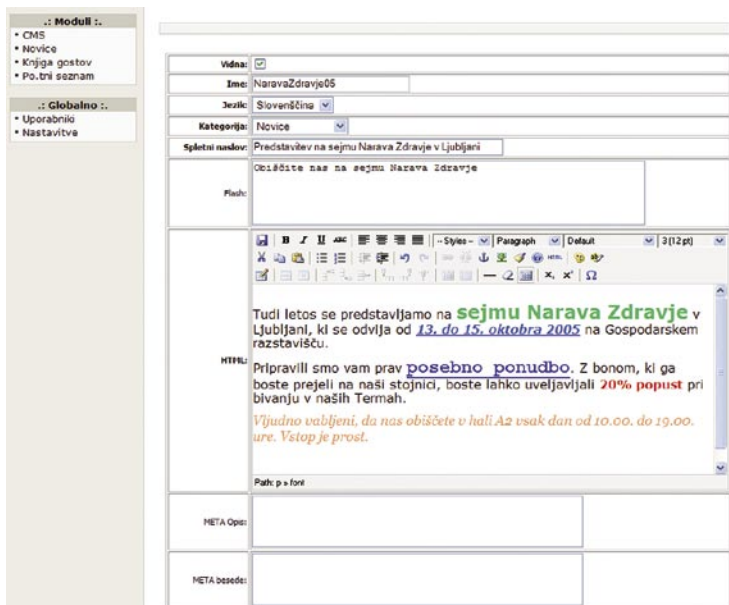 .: Moduli :.
• CMS
• Novice
• Knjiga gostov
• Po.tni seznam
.: Globalno :.
• Uporabniki
• Nastavitve
Vidna:
Ime: NaravaZdravje05
Jezik: Slovenščina
Kategorija: Novice
Spletni naslov: Predstavitev na sejmu Narava Zdravje v Ljubljani
Flash: Obiščite nas na sejmu Narava Zdravje
B I U ABC -- Styles -- Paragraph Default 3 (12 pt)
HTML
x, x' Ω
HTML:
Tudi letos se predstavljamo na sejmu Narava Zdravje v
Ljubljani, ki se odvija od 13. do 15. oktobra 2005 na Gospodarskem
razstavišču.
Pripravili smo vam prav posebno ponudbo. Z bonom, ki ga
boste prejeli na naši stojnici, boste lahko uveljavljali 20% popust pri
bivanju v naših Termah.
Vljudno vabljeni, da nas obiščete v hali A2 vsak dan od 10.00. do 19.00.
ure. Vstop je prost.
Path: p » font
META Opis:
META besede: